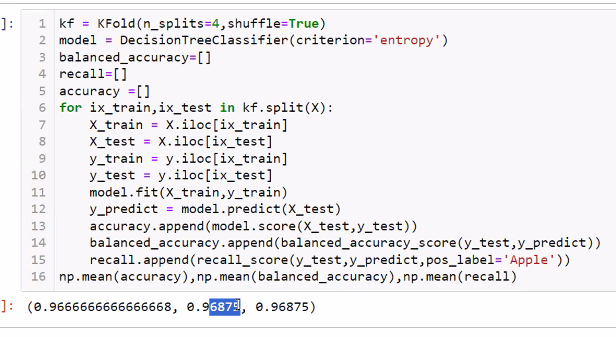 ]:
1 kf = KFold(n_splits=4,shuffle=True)
2 model = DecisionTreeClassifier(criterion='entropy')
3 balanced_accuracy=[]
4 recall=[]
5 accuracy =[]
6 for ix_train,ix_test in kf.split(X):
7     X_train = X.iloc[ix_train]
8     X_test = X.iloc[ix_test]
9     y_train = y.iloc[ix_train]
10     y_test = y.iloc[ix_test]
11     model.fit(X_train,y_train)
12     y_predict = model.predict(X_test)
13     accuracy.append(model.score(X_test,y_test))
14     balanced_accuracy.append(balanced_accuracy_score(y_test,y_predict))
15     recall.append(recall_score(y_test,y_predict,pos_label='Apple'))
16 np.mean(accuracy),np.mean(balanced_accuracy),np.mean(recall)
]: (0.9666666666666668, 0.96875, 0.96875)